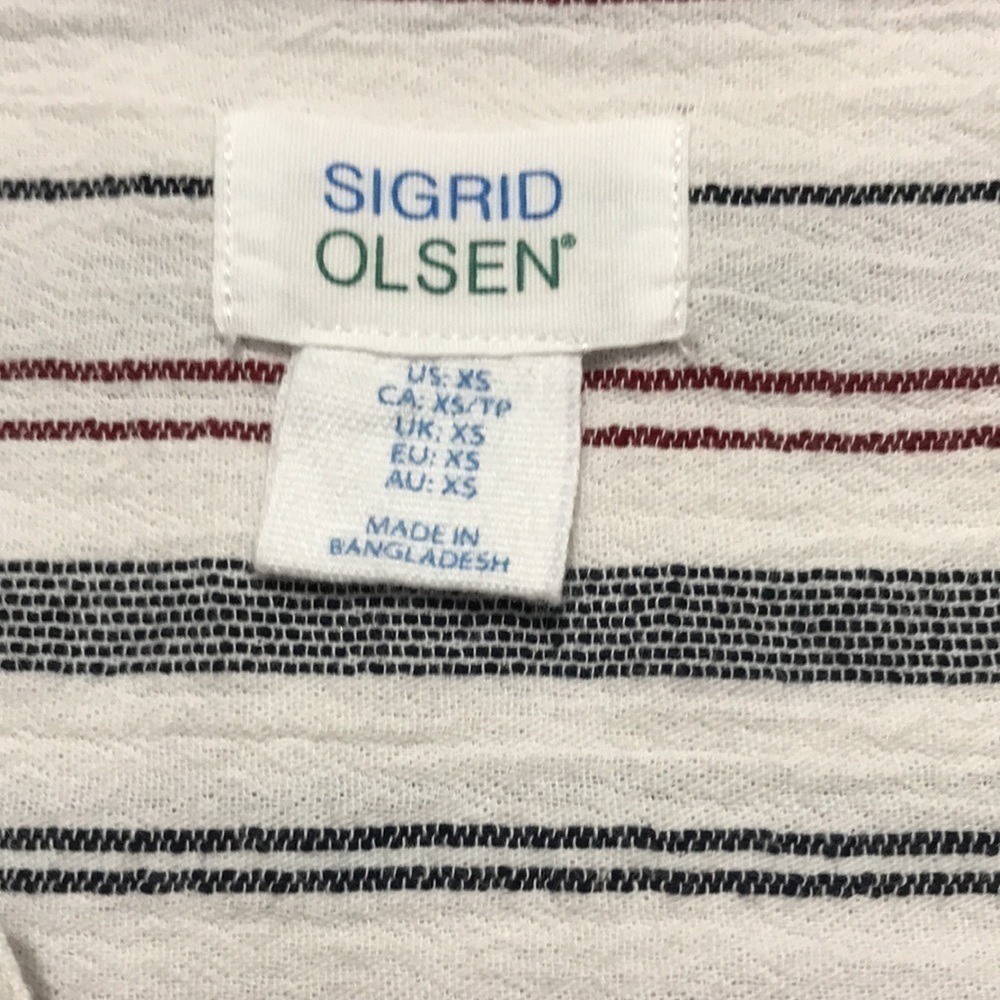 SIGRID
OLSEN®
US: XS
CA: XS/TP
UK: XS
EU: XS
AU: XS
MADE IN
BANGLADESH